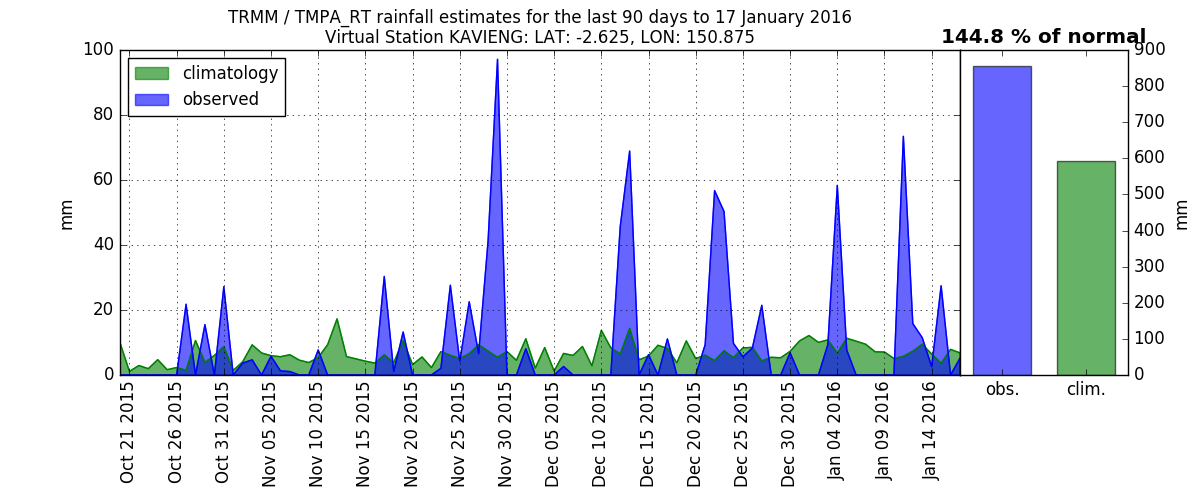 TRMM / TMPA_RT rainfall estimates for the last 90 days to 17 January 2016
Virtual Station KAVIENG: LAT: -2.625, LON: 150.875
144.8 % of normal
climatology
observed
mm
100
80
60
40
20
0
Oct 21 2015
Oct 26 2015
Oct 31 2015
Nov 05 2015
Nov 10 2015
Nov 15 2015
Nov 20 2015
Nov 25 2015
Nov 30 2015
Dec 05 2015
Dec 10 2015
Dec 15 2015
Dec 20 2015
Dec 25 2015
Dec 30 2015
Jan 04 2016
Jan 09 2016
Jan 14 2016
obs.
clim.
900
800
700
600
500
400
300
200
100
0
mm